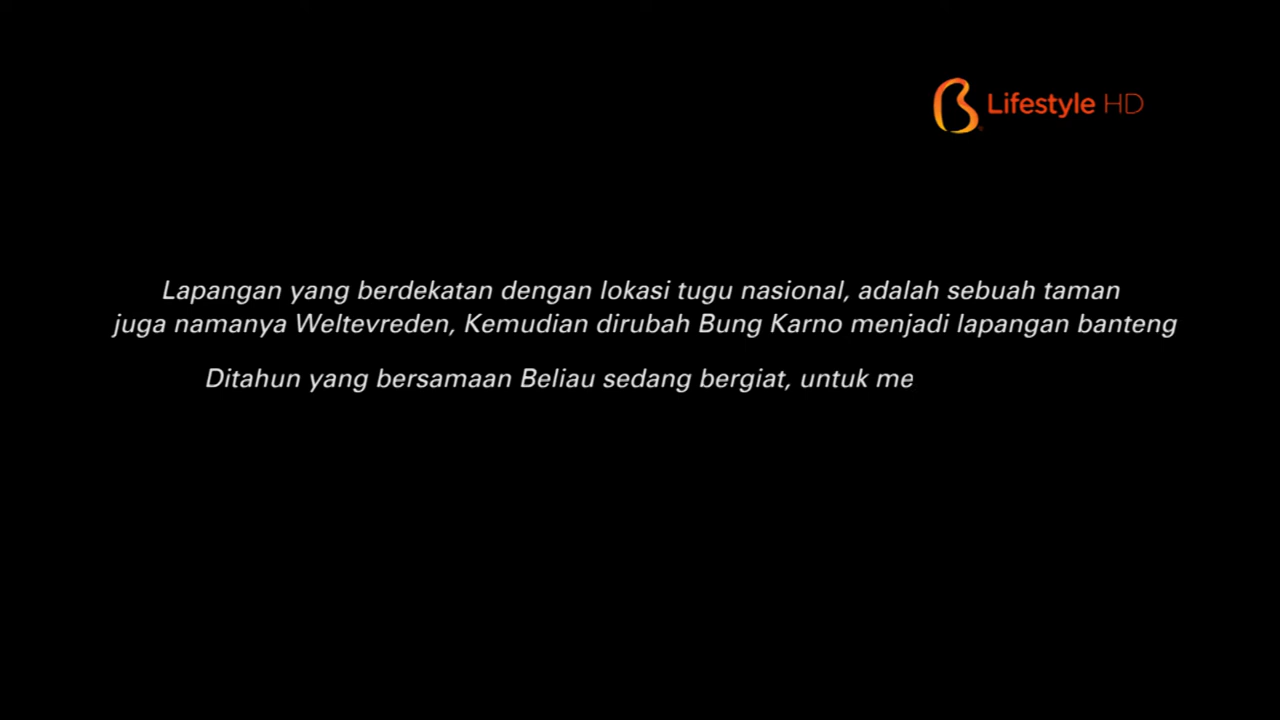 Lifestyle HD
Lapangan yang berdekatan dengan lokasi tugu nasional, adalah sebuah taman
juga namanya Weltevreden, Kemudian dirubah Bung Karno menjadi lapangan banteng
Ditahun yang bersamaan Beliau sedang bergiat, untuk me